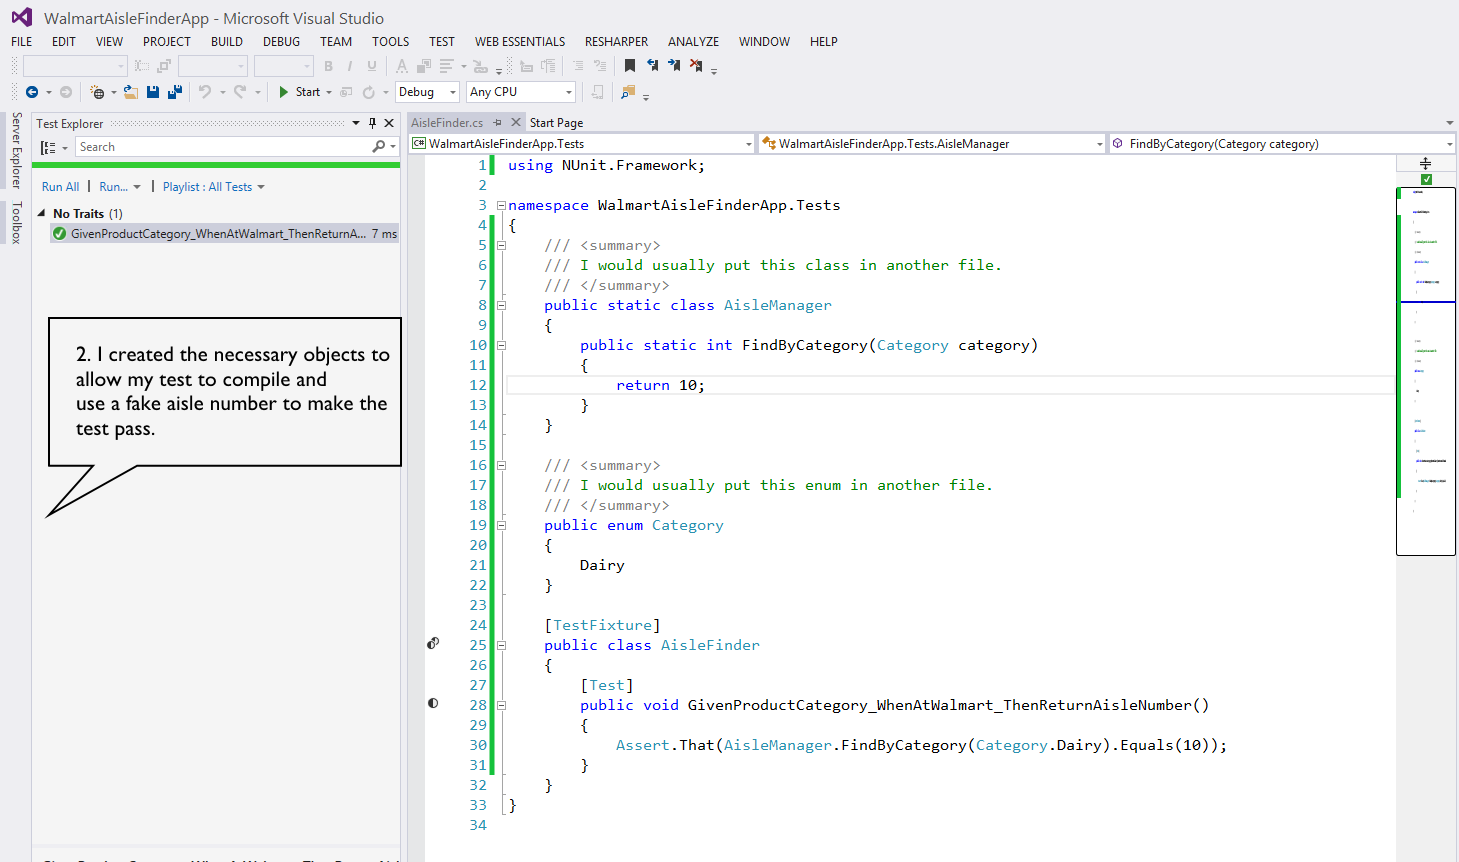 WalmartAisleFinderApp - Microsoft Visual Studio
FILE EDIT VIEW PROJECT BUILD DEBUG TEAM TOOLS TEST WEB ESSENTIALS RESHARPER ANALYZE WINDOW HELP
B I U A
Start Debug Any CPU
Server Explorer
Toolbox
Test Explorer
Search
Run All | Run... | Playlist : All Tests
No Traits (1)
GivenProductCategory_WhenAtWalmart_ThenReturnA... 7 ms
2. I created the necessary objects to
allow my test to compile and
use a fake aisle number to make the
test pass.
AisleFinder.cs Start Page
C# WalmartAisleFinderApp.Tests WalmartAisleFinderApp.Tests.AisleManager FindByCategory(Category category)
1 using NUnit.Framework;
2
3 namespace WalmartAisleFinderApp.Tests
4 {
5 /// <summary>
6 /// I would usually put this class in another file.
7 /// </summary>
8 public static class AisleManager
9 {
10 public static int FindByCategory(Category category)
11 {
12 return 10;
13 }
14 }
15
16 /// <summary>
17 /// I would usually put this enum in another file.
18 /// </summary>
19 public enum Category
20 {
21 Dairy
22 }
23
24 [TestFixture]
25 public class AisleFinder
26 {
27 [Test]
28 public void GivenProductCategory_WhenAtWalmart_ThenReturnAisleNumber()
29 {
30 Assert.That(AisleManager.FindByCategory(Category.Dairy).Equals(10));
31 }
32 }
33 }
34